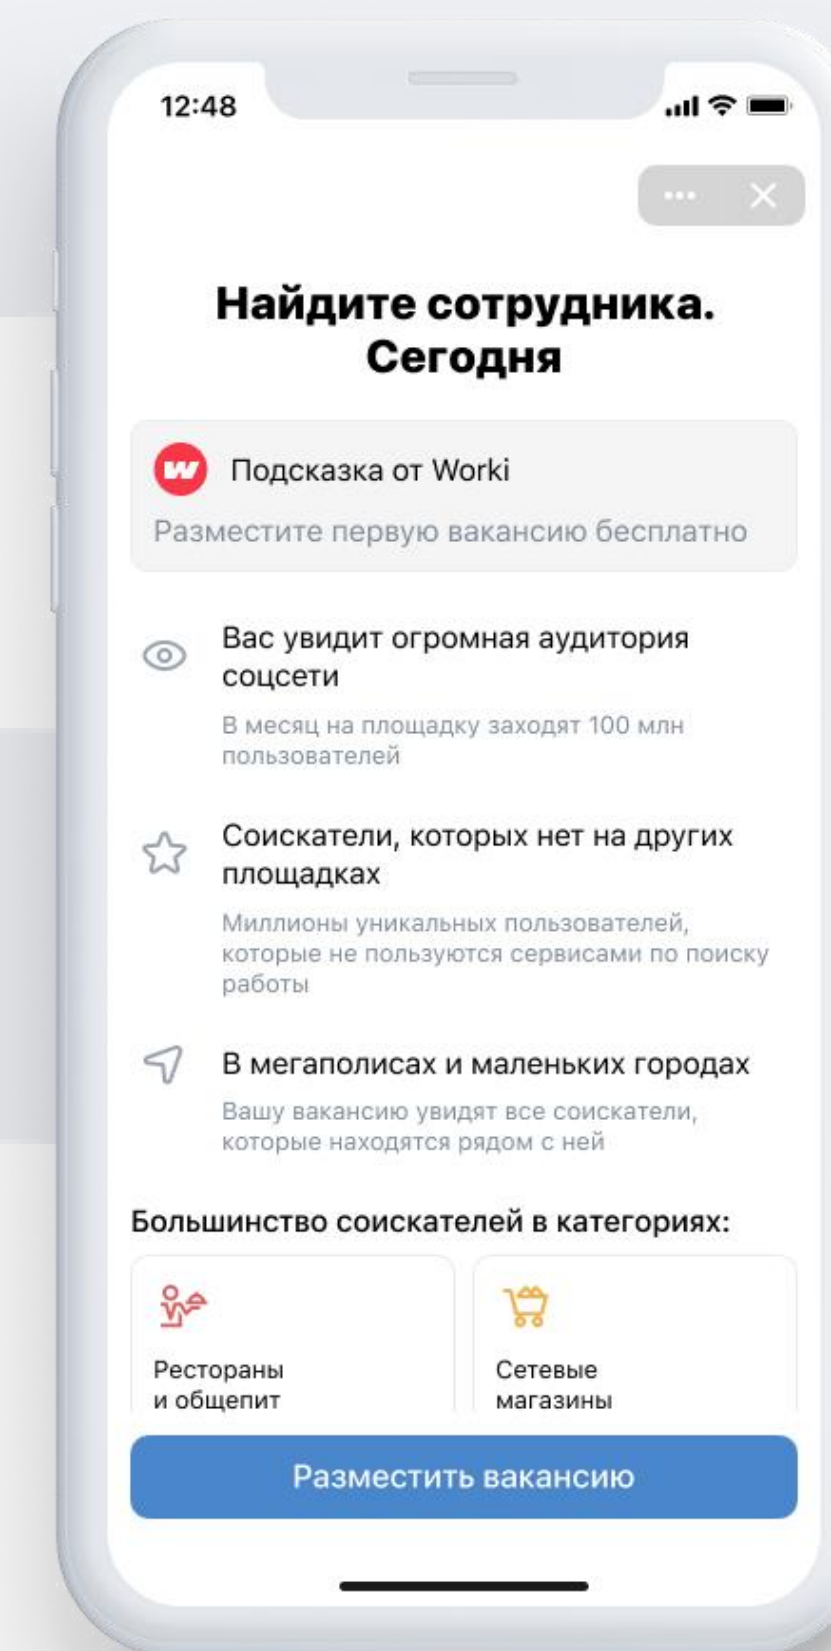 12:48
Найдите сотрудника.
Сегодня
Подсказка от Worki
Разместите первую вакансию бесплатно
Вас увидит огромная аудитория
соцсети
В месяц на площадку заходят 100 млн
пользователей
Соискатели, которых нет на других
площадках
Миллионы уникальных пользователей,
которые не пользуются сервисами по поиску
работы
В мегаполисах и маленьких городах
Вашу вакансию увидят все соискатели,
которые находятся рядом с ней
Большинство соискателей в категориях:
Рестораны
и общепит
Сетевые
магазины
Разместить вакансию